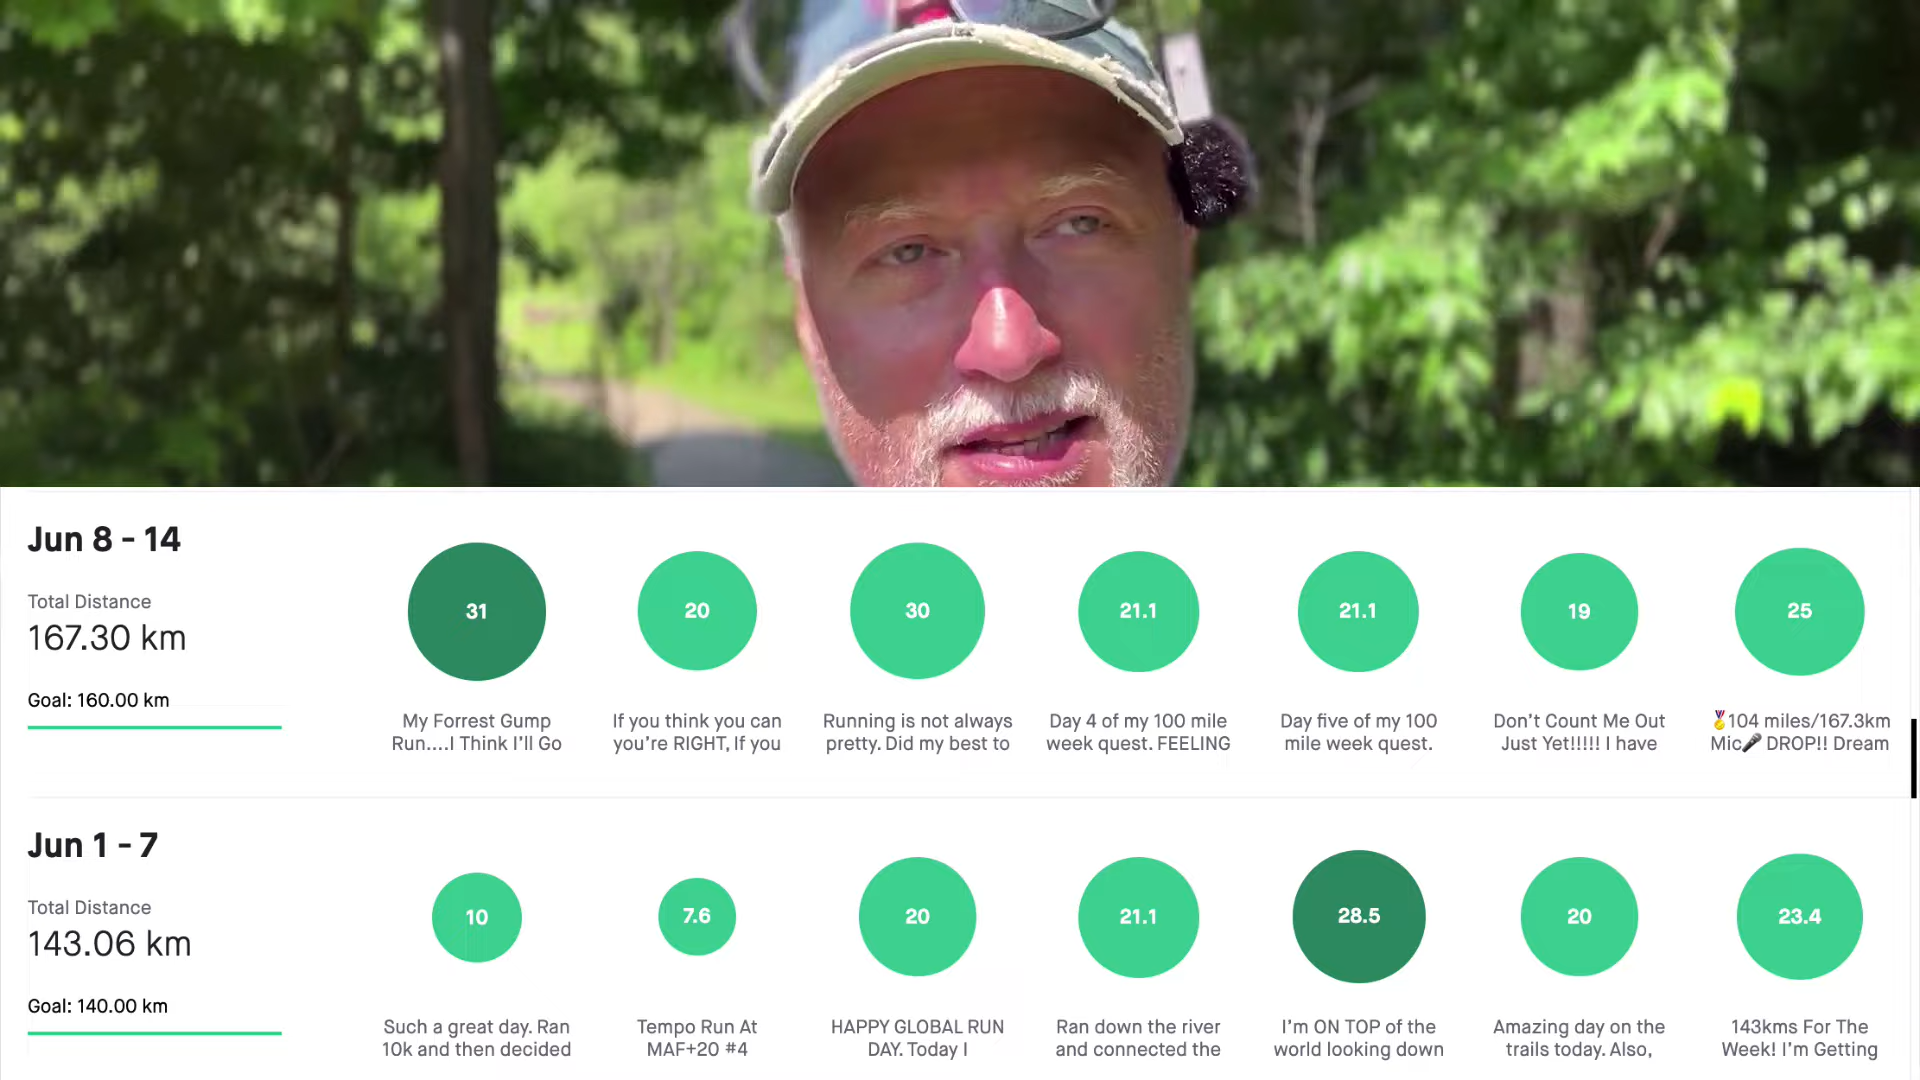 Jun 8 - 14
Total Distance
167.30 km
Goal: 160.00 km
31
20
30
21.1
21.1
19
25
My Forrest Gump
Run....I Think I'll Go
If you think you can
you're RIGHT, If you
Running is not always
pretty. Did my best to
Day 4 of my 100 mile
week quest. FEELING
Day five of my 100
mile week quest.
Don't Count Me Out
Just Yet!!!!! I have
🏅104 miles/167.3km
Mic🎤 DROP!! Dream
Jun 1 - 7
Total Distance
143.06 km
Goal: 140.00 km
10
7.6
20
21.1
28.5
20
23.4
Such a great day. Ran
10k and then decided
Tempo Run At
MAF+20 #4
HAPPY GLOBAL RUN
DAY. Today I
Ran down the river
and connected the
I'm ON TOP of the
world looking down
Amazing day on the
trails today. Also,
143kms For The
Week! I'm Getting